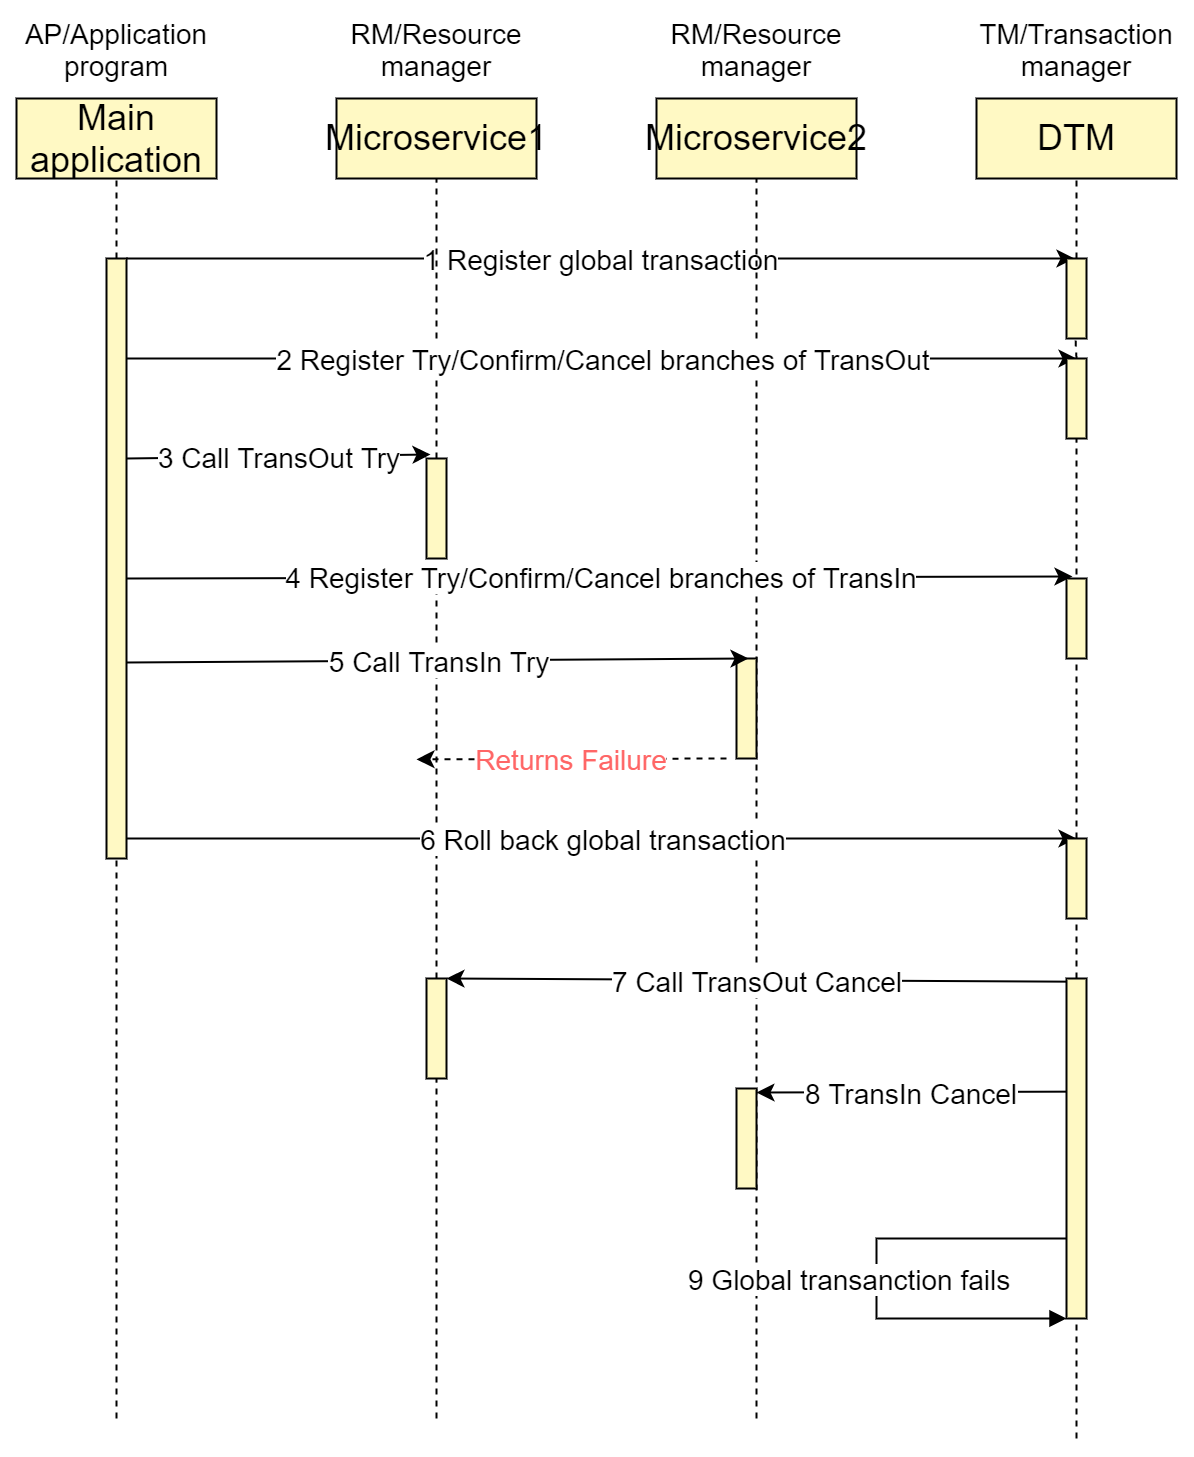 AP/Application
program
RM/Resource
manager
RM/Resource
manager
TM/Transaction
manager
Main
application
Microservice1
Microservice2
DTM
1 Register global transaction
2 Register Try/Confirm/Cancel branches of TransOut
3 Call TransOut Try
4 Register Try/Confirm/Cancel branches of TransIn
5 Call TransIn Try
Returns Failure
6 Roll back global transaction
7 Call TransOut Cancel
8 TransIn Cancel
9 Global transanction fails